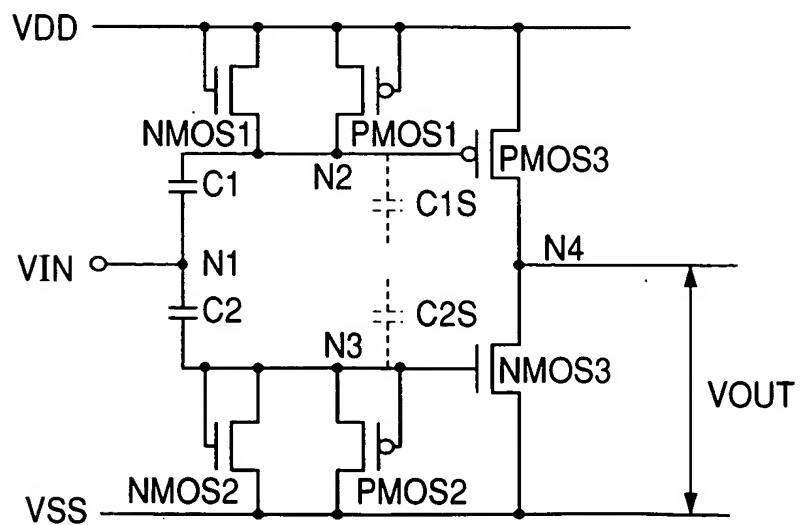 VDD
NMOS1
PMOS1
PMOS3
C1
N2
C1S
VIN
N1
N4
C2
C2S
N3
NMOS3
VOUT
NMOS2
PMOS2
VSS